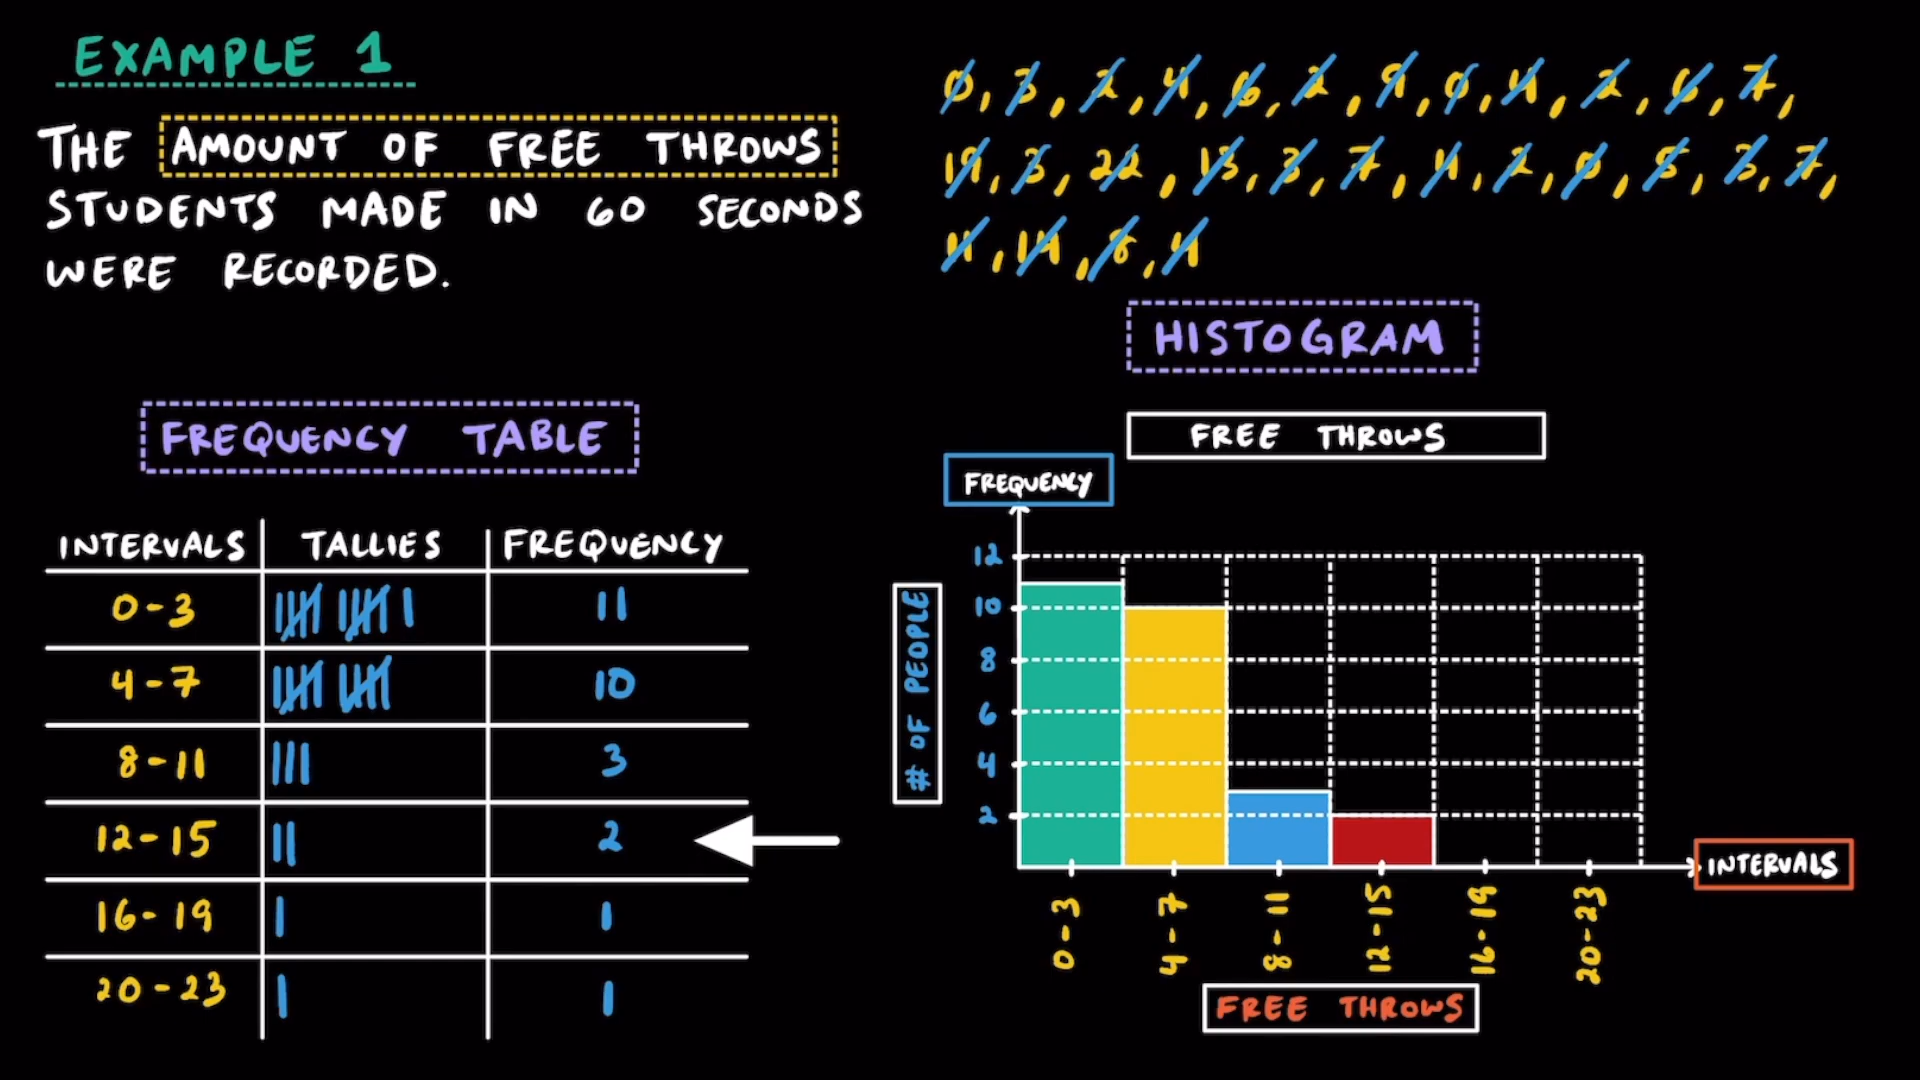 EXAMPLE 1
THE AMOUNT OF FREE THROWS
STUDENTS MADE IN 60 SECONDS
WERE RECORDED.
0, 3, 2, 4, 6, 2, 9, 0, 4, 2, 6, 7,
19, 3, 22, 13, 3, 7, 4, 2, 0, 8, 3, 7,
4, 14, 8, 4
FREQUENCY TABLE
INTERVALS TALLIES FREQUENCY
0-3 11
4-7 10
8-11 3
12-15 2
16-19 1
20-23 1
HISTOGRAM
FREE THROWS
FREQUENCY
# OF PEOPLE
12
10
8
6
4
2
0-3 4-7 8-11 12-15 16-19 20-23
INTERVALS
FREE THROWS